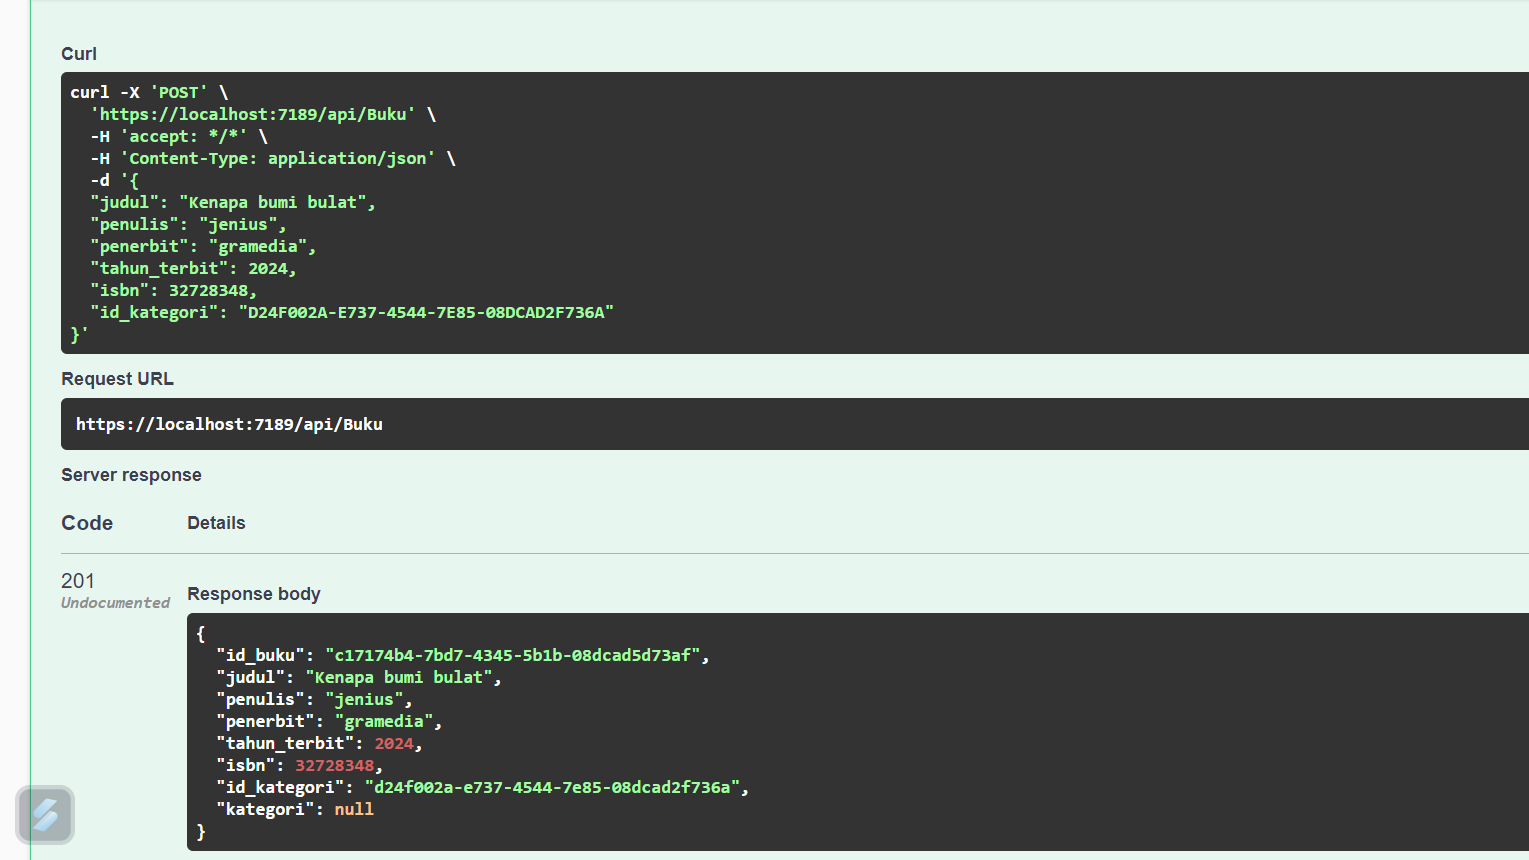 Curl
curl -X 'POST' \
'https://localhost:7189/api/Buku' \
-H 'accept: */*' \
-H 'Content-Type: application/json' \
-d '{
"judul": "Kenapa bumi bulat",
"penulis": "jenius",
"penerbit": "gramedia",
"tahun_terbit": 2024,
"isbn": 32728348,
"id_kategori": "D24F002A-E737-4544-7E85-08DCAD2F736A"
}'
Request URL
https://localhost:7189/api/Buku
Server response
Code Details
201
Undocumented
Response body
{
"id_buku": "c17174b4-7bd7-4345-5b1b-08dcad5d73af",
"judul": "Kenapa bumi bulat",
"penulis": "jenius",
"penerbit": "gramedia",
"tahun_terbit": 2024,
"isbn": 32728348,
"id_kategori": "d24f002a-e737-4544-7e85-08dcad2f736a",
"kategori": null
}